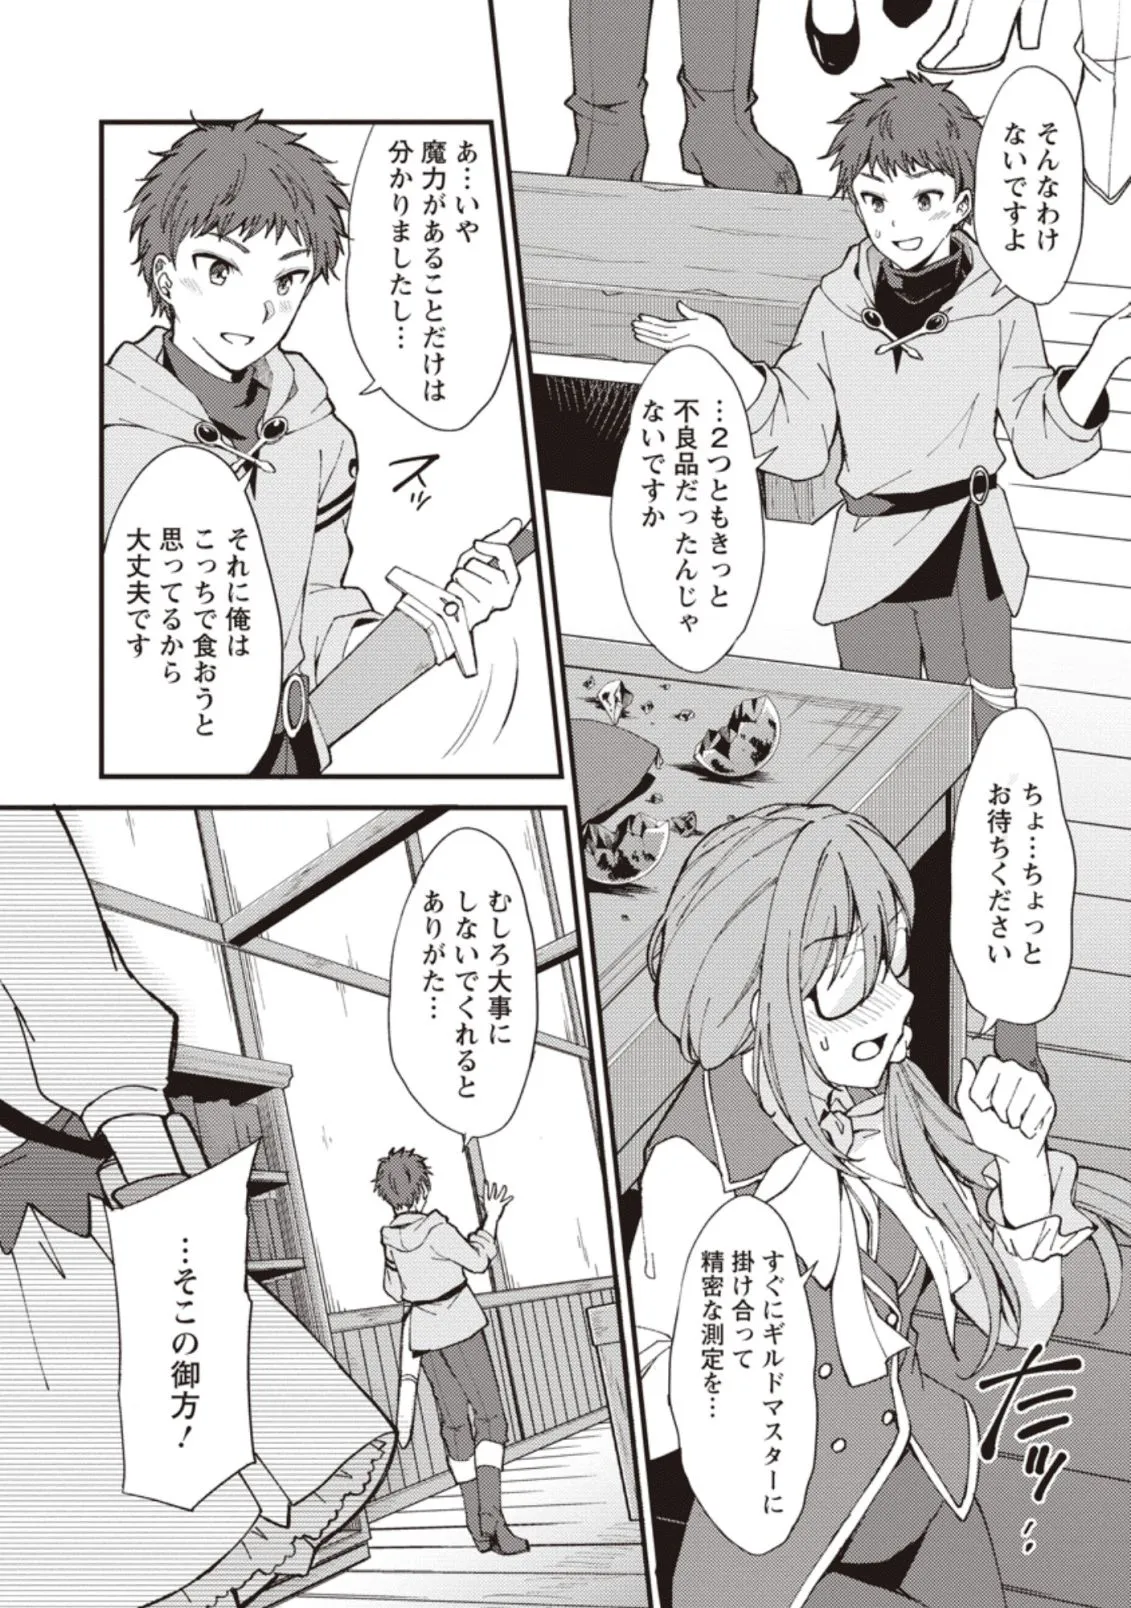 そんなわけ
ないですよ
…２つともきっと
不良品だったんじゃ
ないですか
ちょ…ちょっと
お待ちください
すぐにギルドマスターに
掛け合って
精密な測定を…
たたッ…
あ…いや
魔力があることだけは
分かりましたし…
スッ
それに俺は
こっちで食おうと
思ってるから
大丈夫です
むしろ大事に
しないでくれると
ありがた…
…そこの御方！